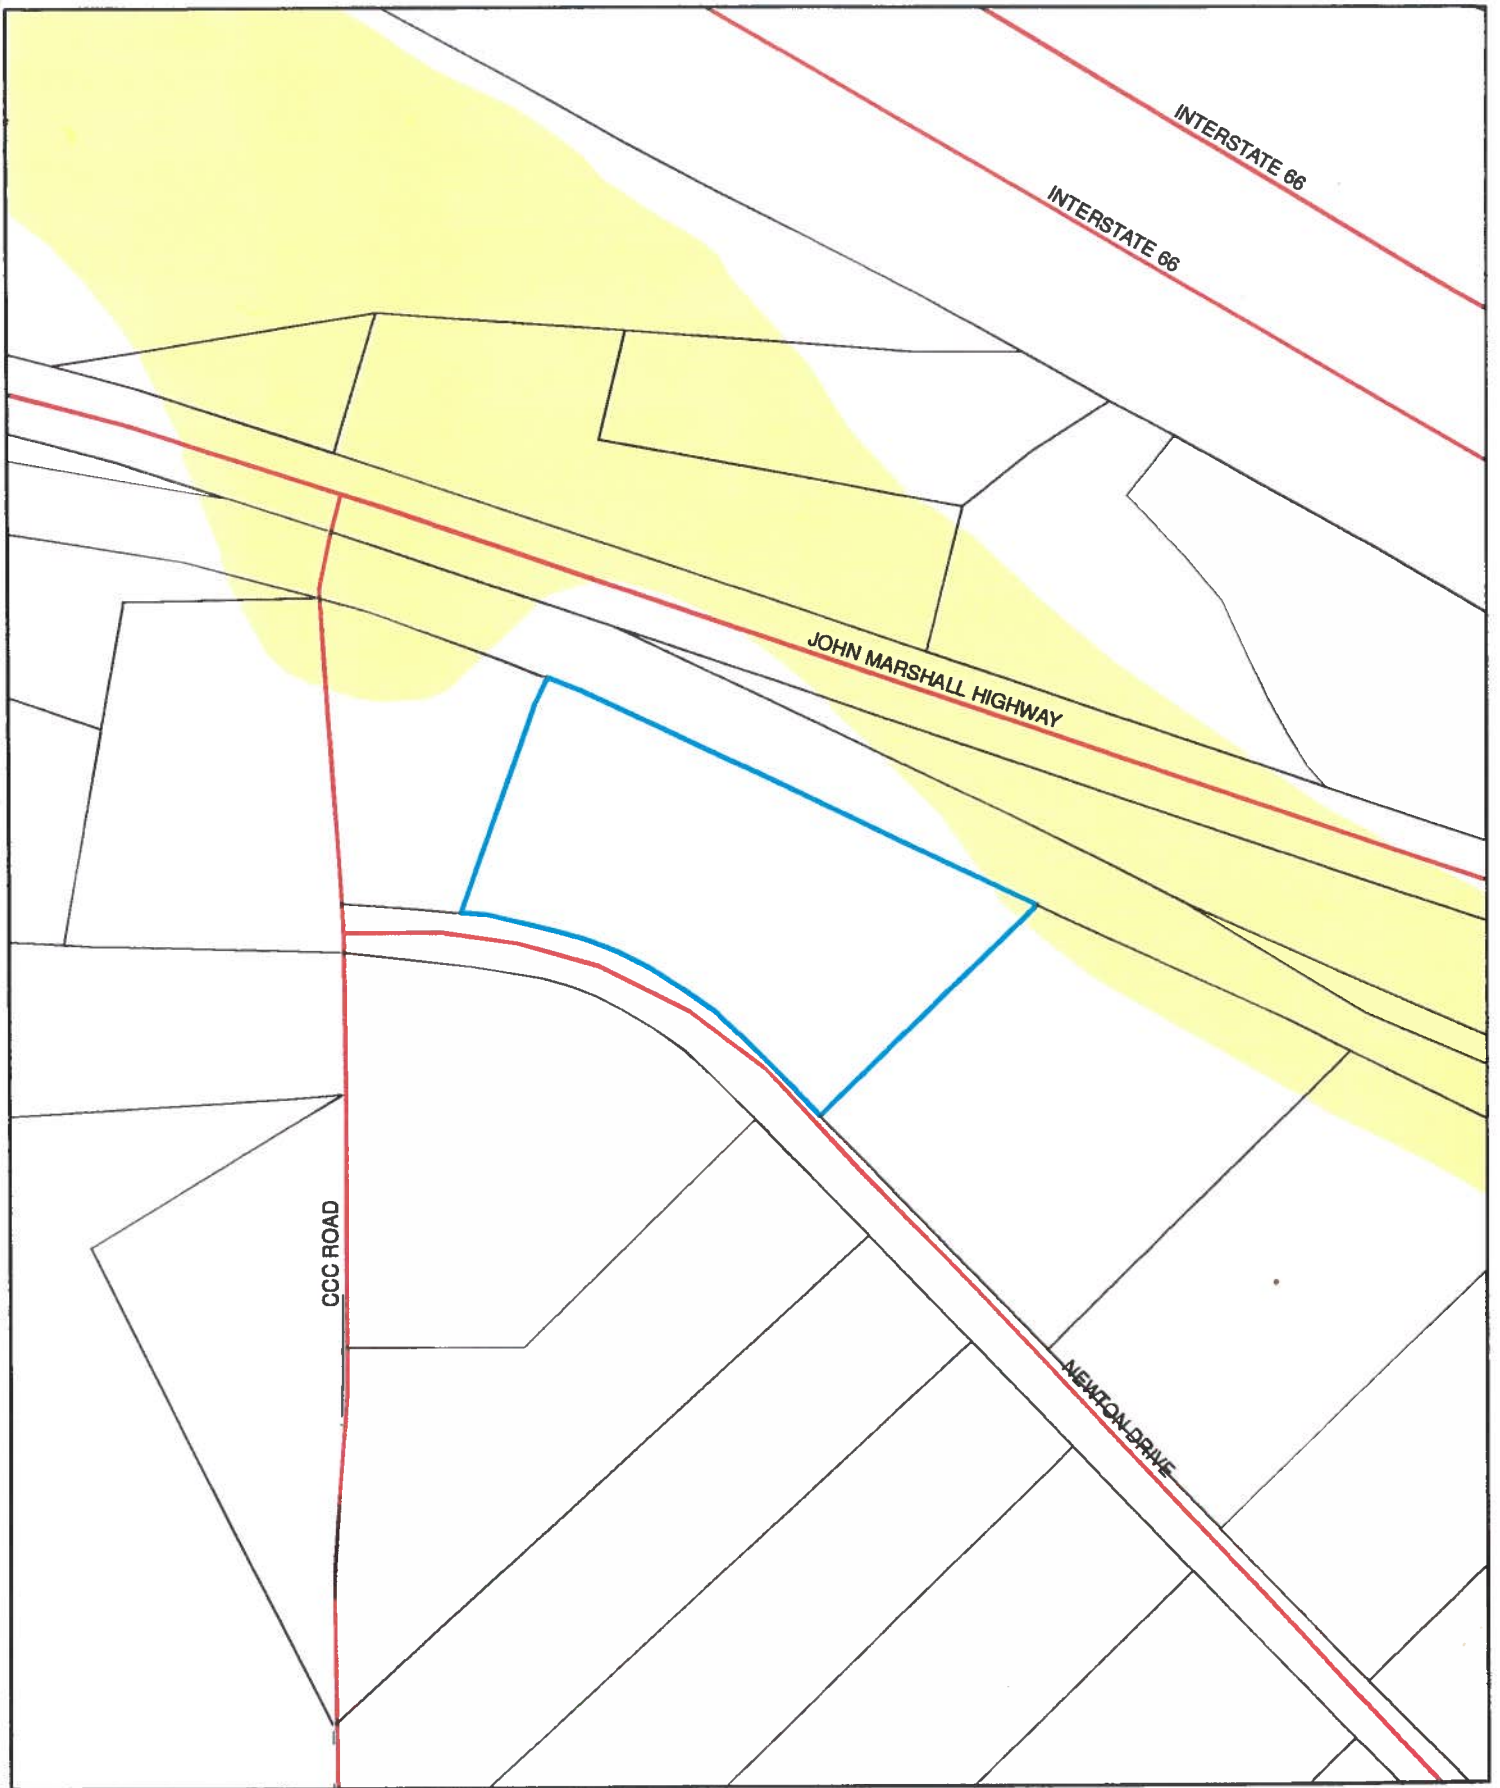 INTERSTATE 66
INTERSTATE 66
JOHN MARSHALL HIGHWAY
CCC ROAD
NEWTON DRIVE